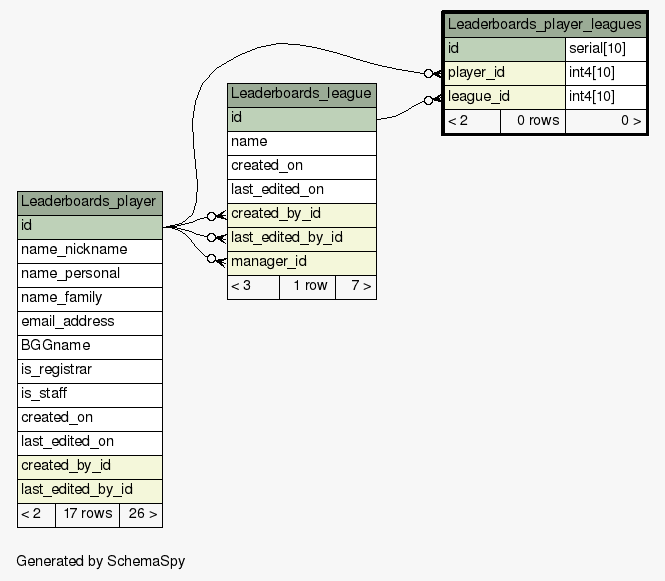 Leaderboards_player_leagues
id serial[10]
player_id int4[10]
league_id int4[10]
< 2 0 rows 0 >
Leaderboards_league
id
name
created_on
last_edited_on
created_by_id
last_edited_by_id
manager_id
< 3 1 row 7 >
Leaderboards_player
id
name_nickname
name_personal
name_family
email_address
BGGname
is_registrar
is_staff
created_on
last_edited_on
created_by_id
last_edited_by_id
< 2 17 rows 26 >
Generated by SchemaSpy